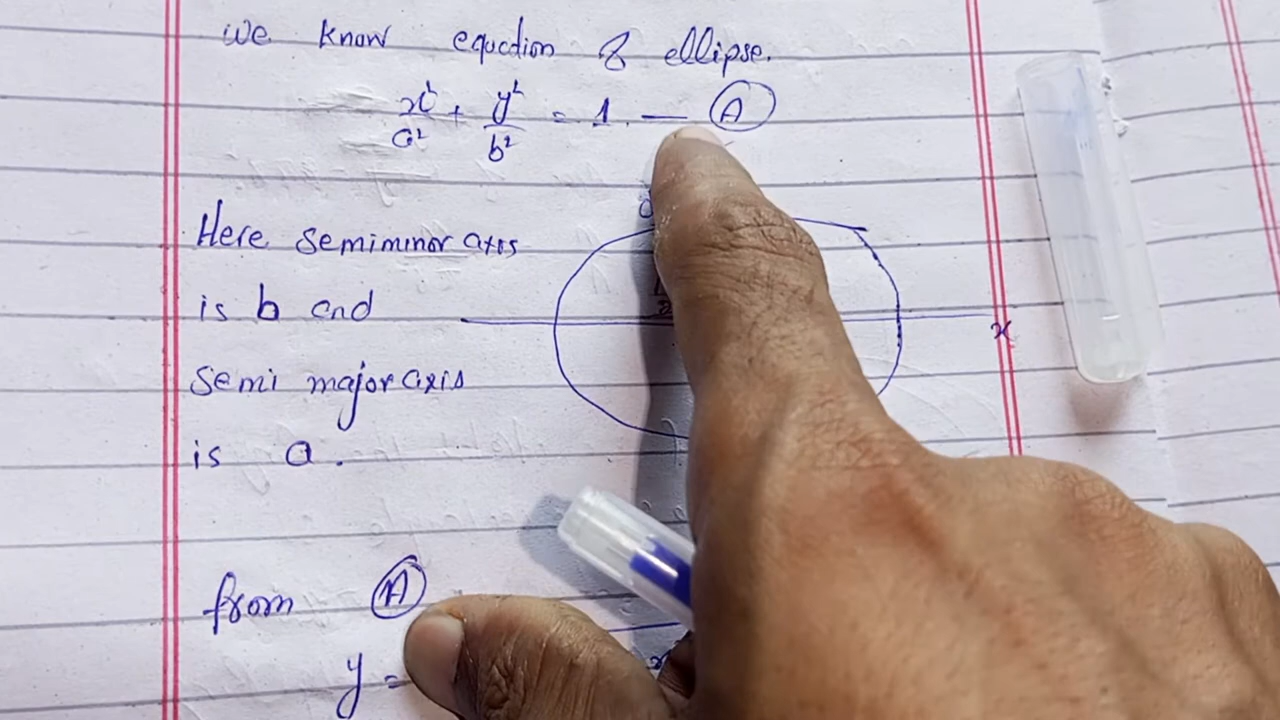 We know equation of ellipse.
x²/a² + y²/b² = 1. — Ⓐ
Here semiminor axis
is b and
x
semi major axis
is a.
from Ⓐ
y =